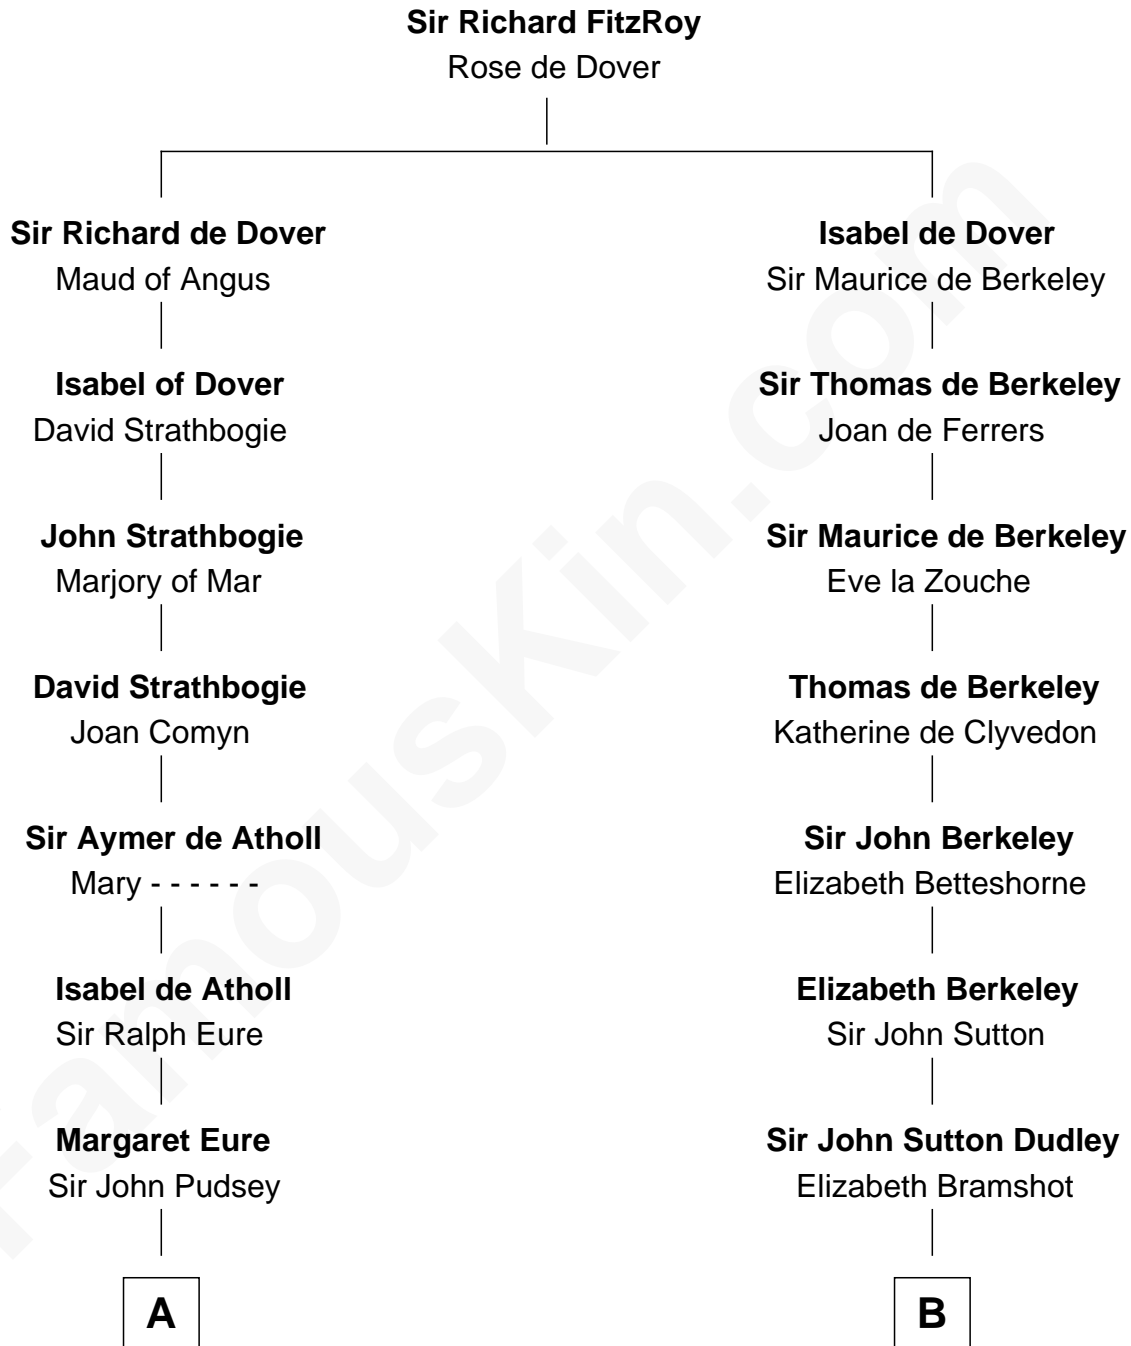 Sir Richard FitzRoy
Rose de Dover
Sir Richard de Dover
Maud of Angus
Isabel de Dover
Sir Maurice de Berkeley
Isabel of Dover
David Strathbogie
Sir Thomas de Berkeley
Joan de Ferrers
John Strathbogie
Marjory of Mar
Sir Maurice de Berkeley
Eve la Zouche
David Strathbogie
Joan Comyn
Thomas de Berkeley
Katherine de Clyvedon
Sir Aymer de Atholl
Mary - - - - - -
Sir John Berkeley
Elizabeth Betteshorne
Isabel de Atholl
Sir Ralph Eure
Elizabeth Berkeley
Sir John Sutton
Margaret Eure
Sir John Pudsey
Sir John Sutton Dudley
Elizabeth Bramshot
A
B
FamousKin.com